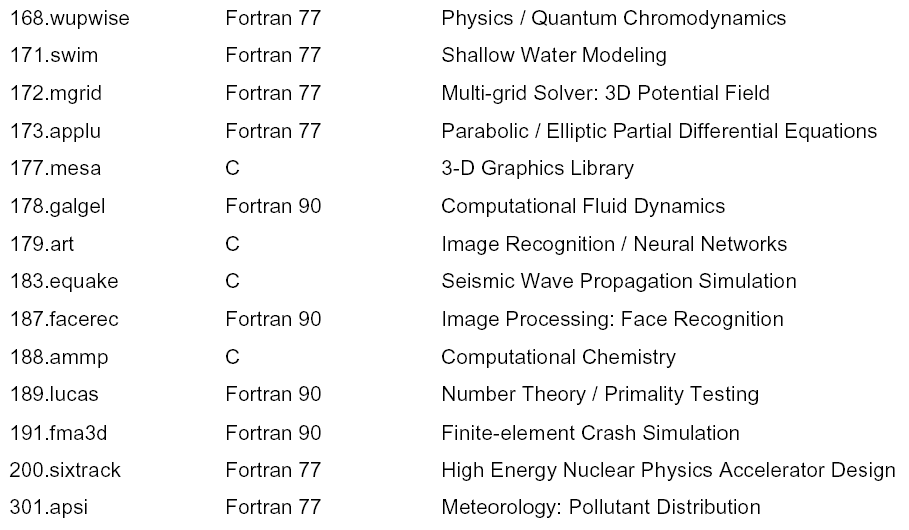 168.wupwise Fortran 77 Physics / Quantum Chromodynamics
171.swim Fortran 77 Shallow Water Modeling
172.mgrid Fortran 77 Multi-grid Solver: 3D Potential Field
173.applu Fortran 77 Parabolic / Elliptic Partial Differential Equations
177.mesa C 3-D Graphics Library
178.galgel Fortran 90 Computational Fluid Dynamics
179.art C Image Recognition / Neural Networks
183.equake C Seismic Wave Propagation Simulation
187.facerec Fortran 90 Image Processing: Face Recognition
188.ammp C Computational Chemistry
189.lucas Fortran 90 Number Theory / Primality Testing
191.fma3d Fortran 90 Finite-element Crash Simulation
200.sixtrack Fortran 77 High Energy Nuclear Physics Accelerator Design
301.apsi Fortran 77 Meteorology: Pollutant Distribution